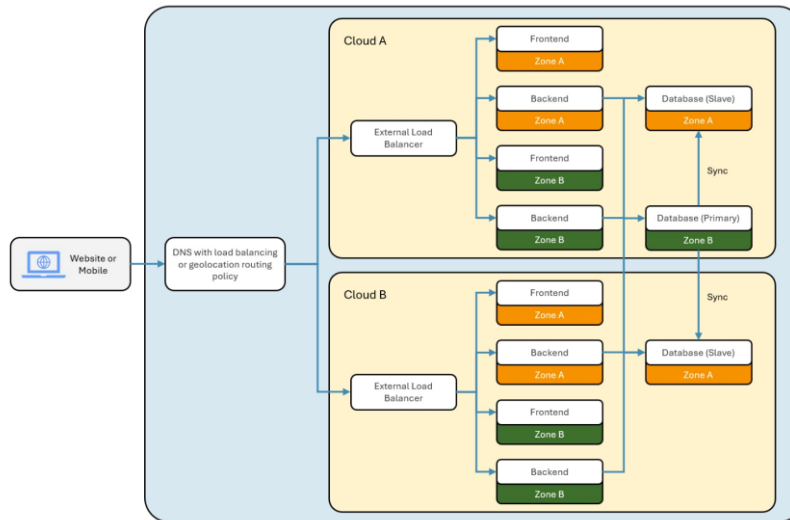 Website or
Mobile
DNS with load balancing
or geolocation routing
policy
Cloud A
External Load
Balancer
Frontend
Zone A
Backend
Zone A
Frontend
Zone B
Backend
Zone B
Database (Slave)
Zone A
Sync
Database (Primary)
Zone B
Sync
Cloud B
External Load
Balancer
Frontend
Zone A
Backend
Zone A
Frontend
Zone B
Backend
Zone B
Database (Slave)
Zone A